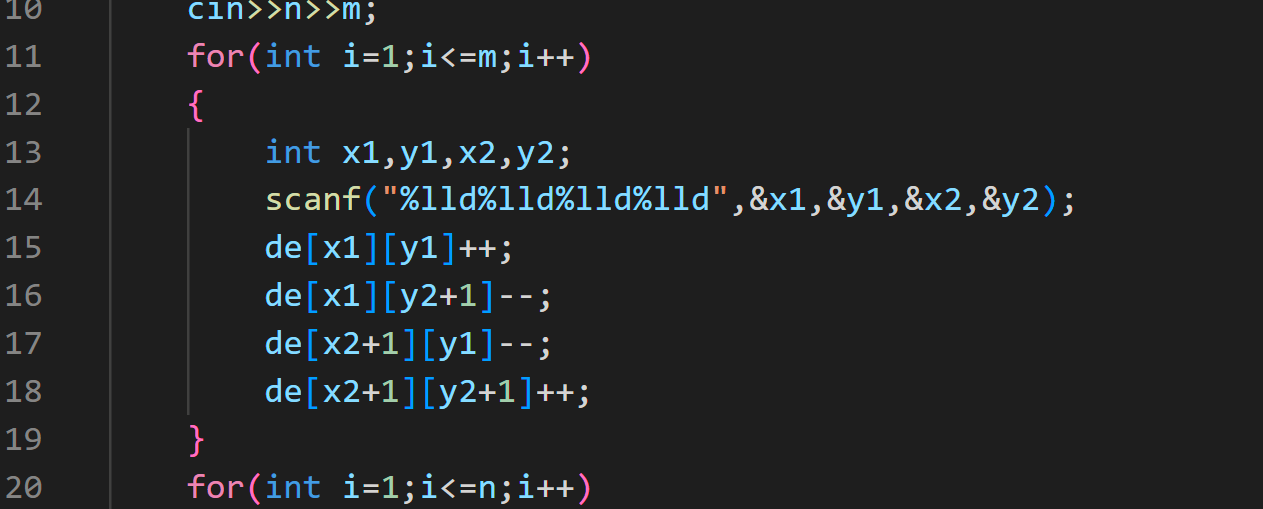 10 cin>>n>>m;
11 for(int i=1;i<=m;i++)
12 {
13 int x1,y1,x2,y2;
14 scanf("%lld%lld%lld%lld",&x1,&y1,&x2,&y2);
15 de[x1][y1]++;
16 de[x1][y2+1]--;
17 de[x2+1][y1]--;
18 de[x2+1][y2+1]++;
19 }
20 for(int i=1;i<=n;i++)